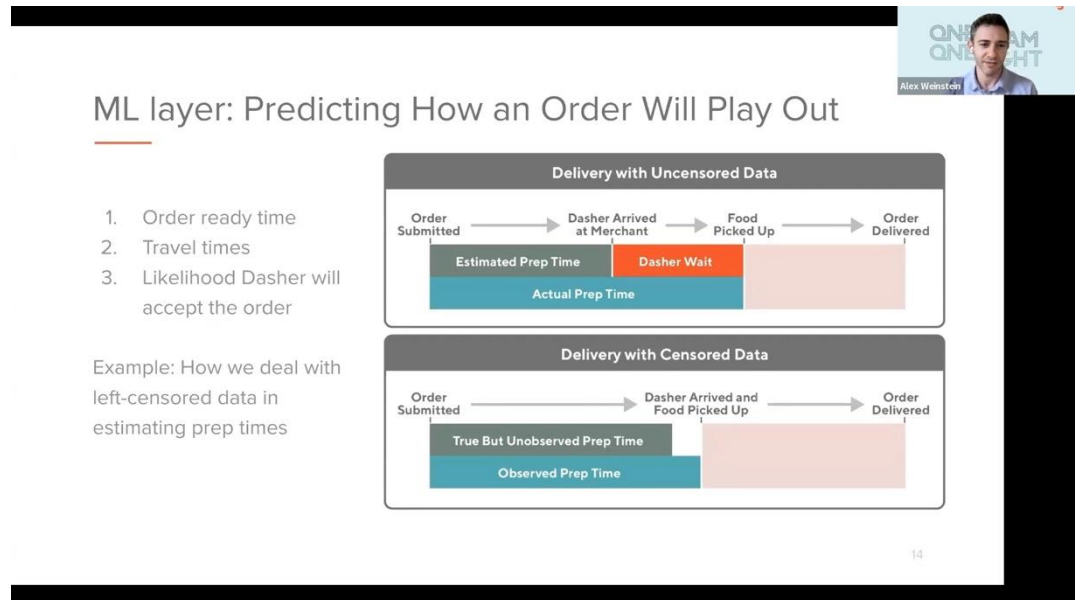 ML layer: Predicting How an Order Will Play Out
1. Order ready time
2. Travel times
3. Likelihood Dasher will
accept the order
Example: How we deal with
left-censored data in
estimating prep times
Delivery with Uncensored Data
Order
Submitted
Dasher Arrived
at Merchant
Food
Picked Up
Order
Delivered
Estimated Prep Time
Dasher Wait
Actual Prep Time
Delivery with Censored Data
Order
Submitted
Dasher Arrived and
Food Picked Up
Order
Delivered
True But Unobserved Prep Time
Observed Prep Time
14
Alex Weinstein